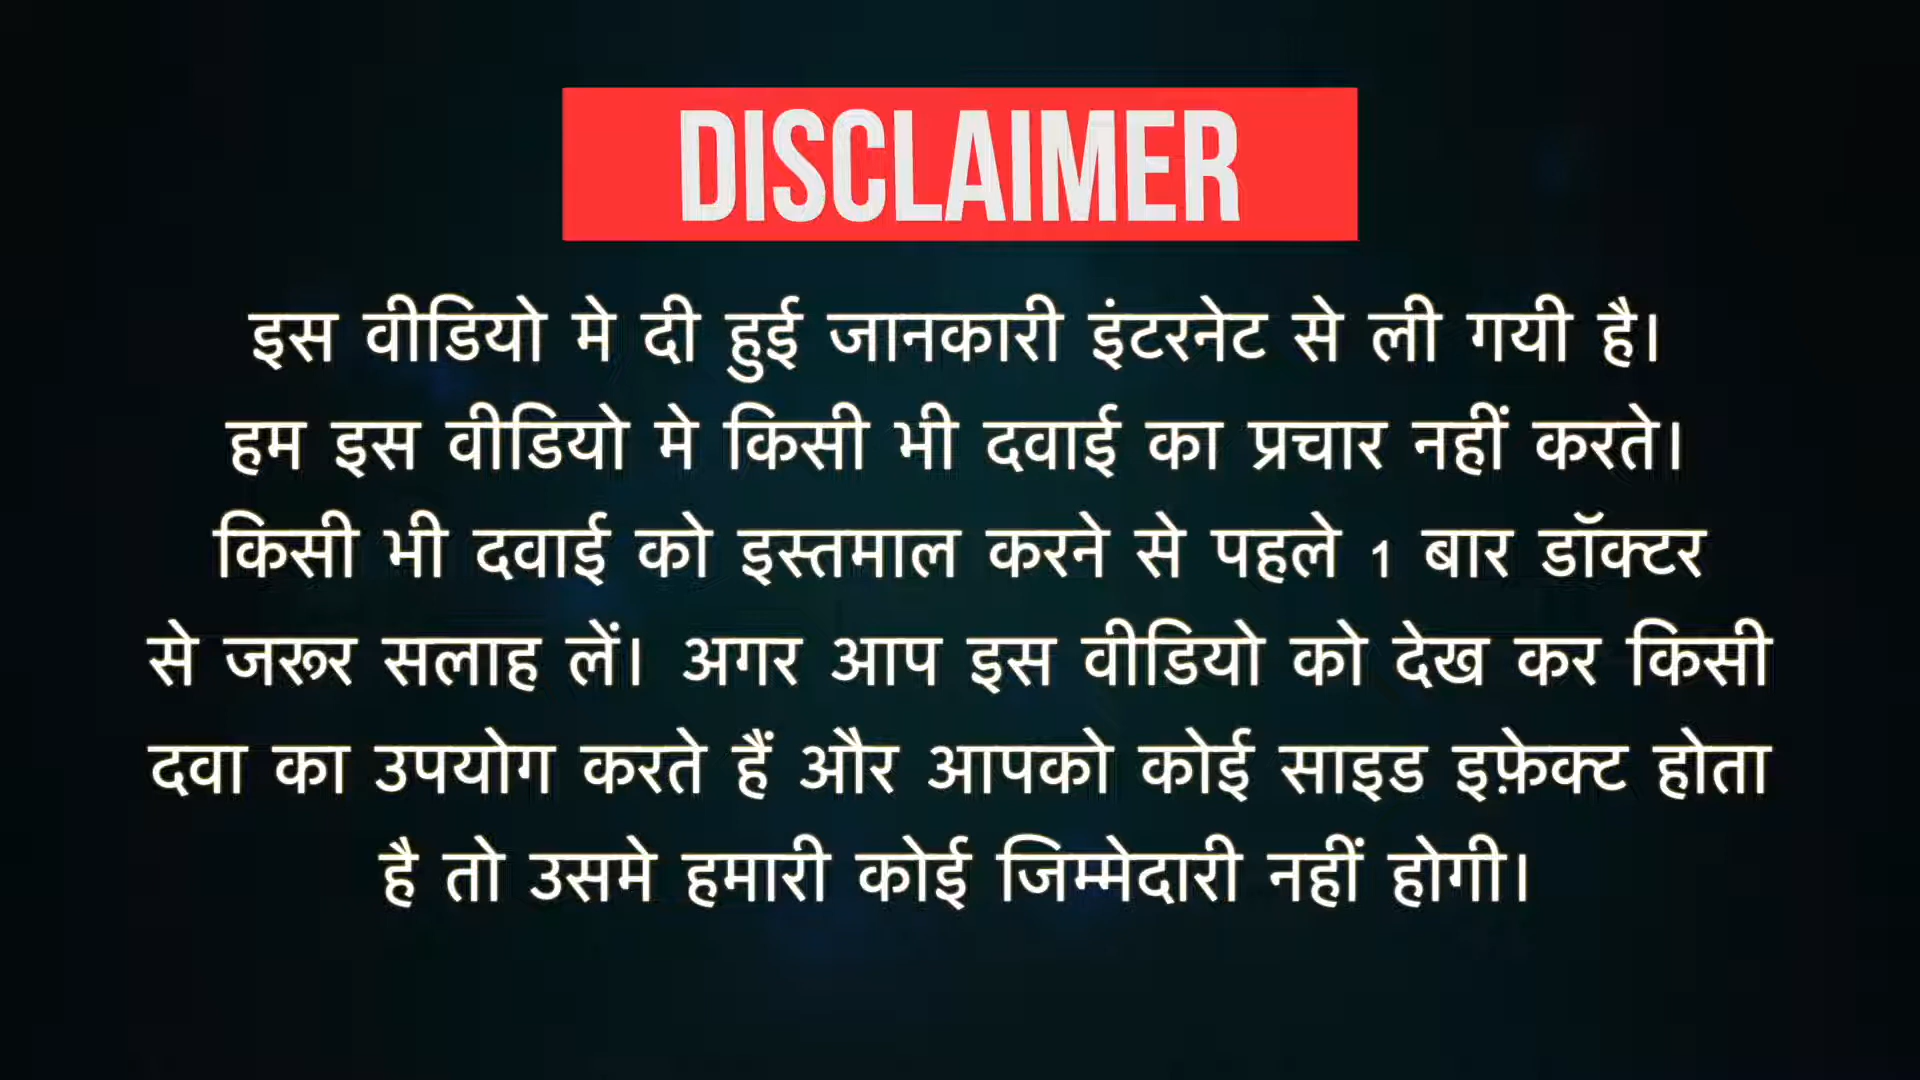 DISCLAIMER
इस वीडियो मे दी हुई जानकारी इंटरनेट से ली गयी है।
हम इस वीडियो मे किसी भी दवाई का प्रचार नहीं करते।
किसी भी दवाई को इस्तमाल करने से पहले 1 बार डॉक्टर
से जरूर सलाह लें। अगर आप इस वीडियो को देख कर किसी
दवा का उपयोग करते हैं और आपको कोई साइड इफ़ेक्ट होता
है तो उसमे हमारी कोई जिम्मेदारी नहीं होगी।